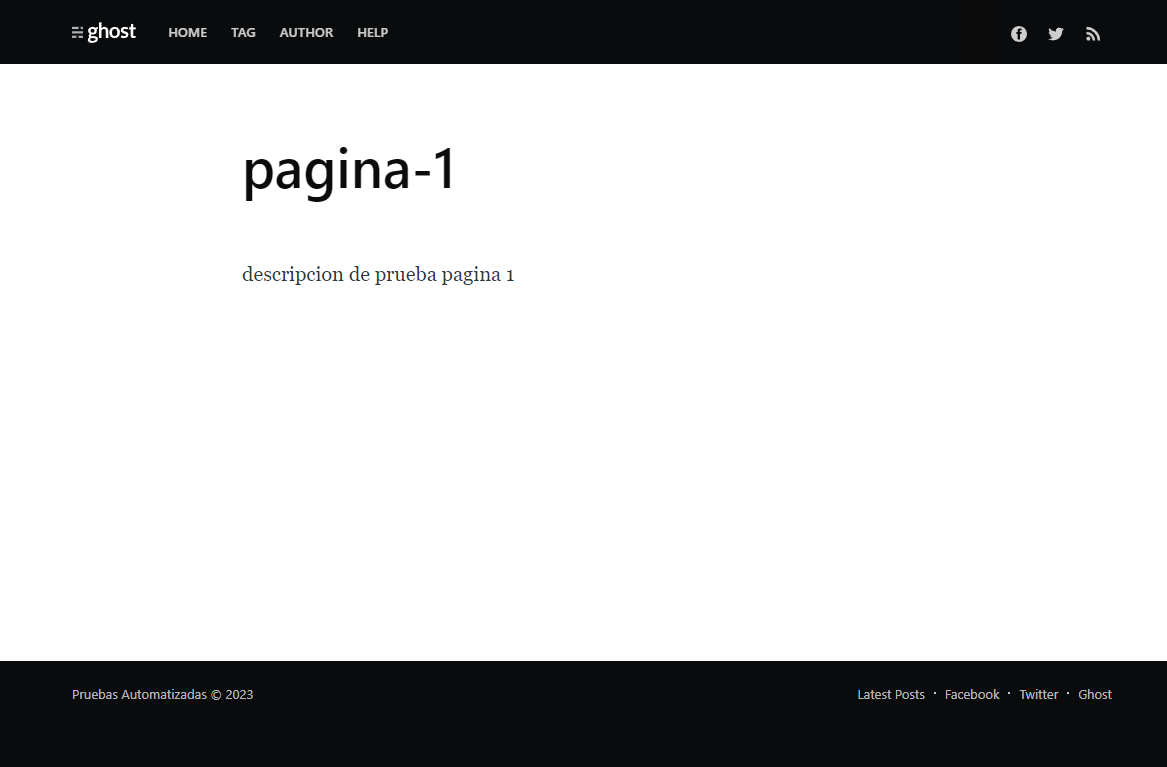 ghost HOME TAG AUTHOR HELP
pagina-1
descripcion de prueba pagina 1
Pruebas Automatizadas © 2023 Latest Posts · Facebook · Twitter · Ghost